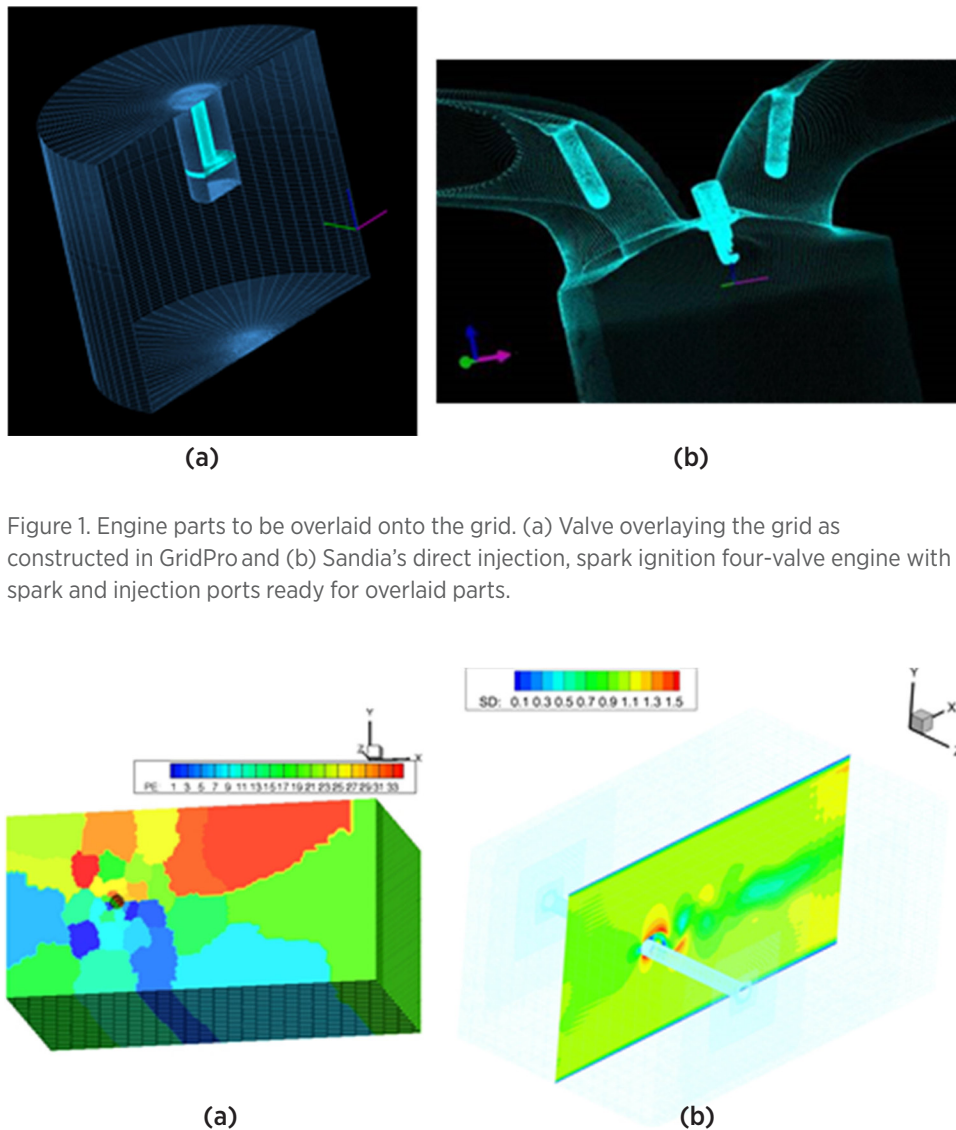 (a)
(b)
Figure 1. Engine parts to be overlaid onto the grid. (a) Valve overlaying the grid as
constructed in GridPro and (b) Sandia's direct injection, spark ignition four-valve engine with
spark and injection ports ready for overlaid parts.
Y
Z
X
PE: 1 3 5 7 9 11 13 15 17 19 21 23 25 27 29 31 33
SD: 0.1 0.3 0.5 0.7 0.9 1.1 1.3 1.5
Y
X
Z
(a)
(b)